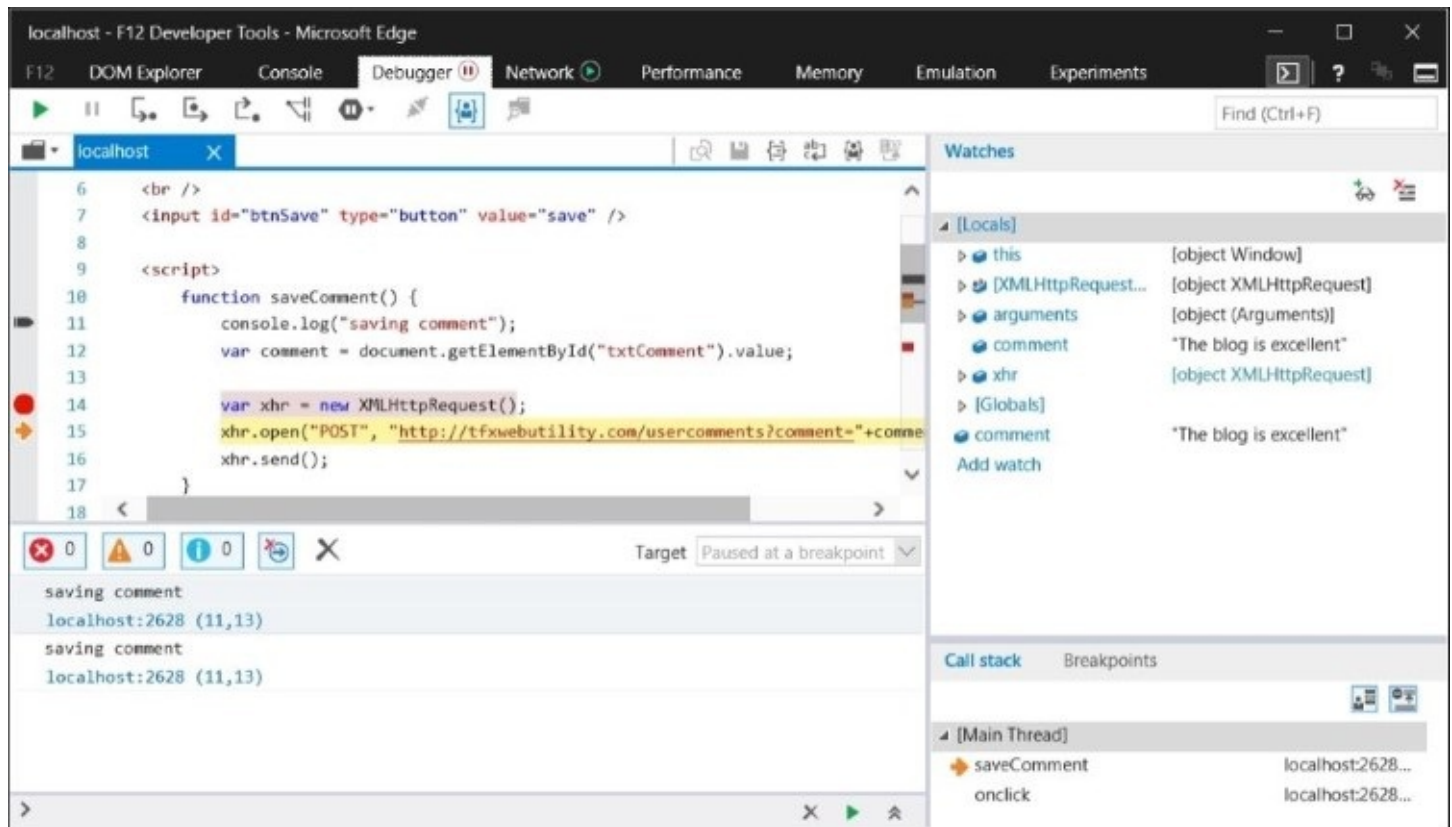 localhost - F12 Developer Tools - Microsoft Edge
F12 DOM Explorer Console Debugger Network Performance Memory Emulation Experiments ?
Find (Ctrl+F)
localhost
6 <br />
7 <input id="btnSave" type="button" value="save" />
8
9 <script>
10 function saveComment() {
11 console.log("saving comment");
12 var comment = document.getElementById("txtComment").value;
13
14 var xhr = new XMLHttpRequest();
15 xhr.open("POST", "http://tfxwebutility.com/usercomments?comment="+comme
16 xhr.send();
17 }
18
0 0 0 Target Paused at a breakpoint
saving comment
localhost:2628 (11,13)
saving comment
localhost:2628 (11,13)
>
Watches
[Locals]
this [object Window]
[XMLHttpRequest... [object XMLHttpRequest]
arguments [object (Arguments)]
comment "The blog is excellent"
xhr [object XMLHttpRequest]
[Globals]
comment "The blog is excellent"
Add watch
Call stack Breakpoints
[Main Thread]
saveComment localhost:2628...
onclick localhost:2628...